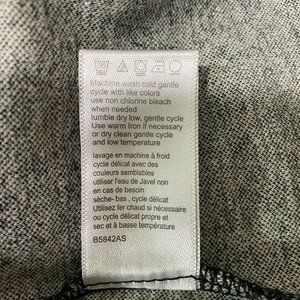 Machine wash cold gentle
cycle with like colors
use non chlorine bleach
when needed
tumble dry low, gentle cycle
Use warm Iron if necessary
or dry clean gentle cycle
and low temperature
lavage en machine à froid
cycle délicat avec des
couleurs semblables
utiliser l'eau de Javel non
en cas de besoin
sèche- bas , cycle délicat
Utilisez fer chaud si nécessaire
ou cycle délicat propre et
sec et à basse température
B5842AS